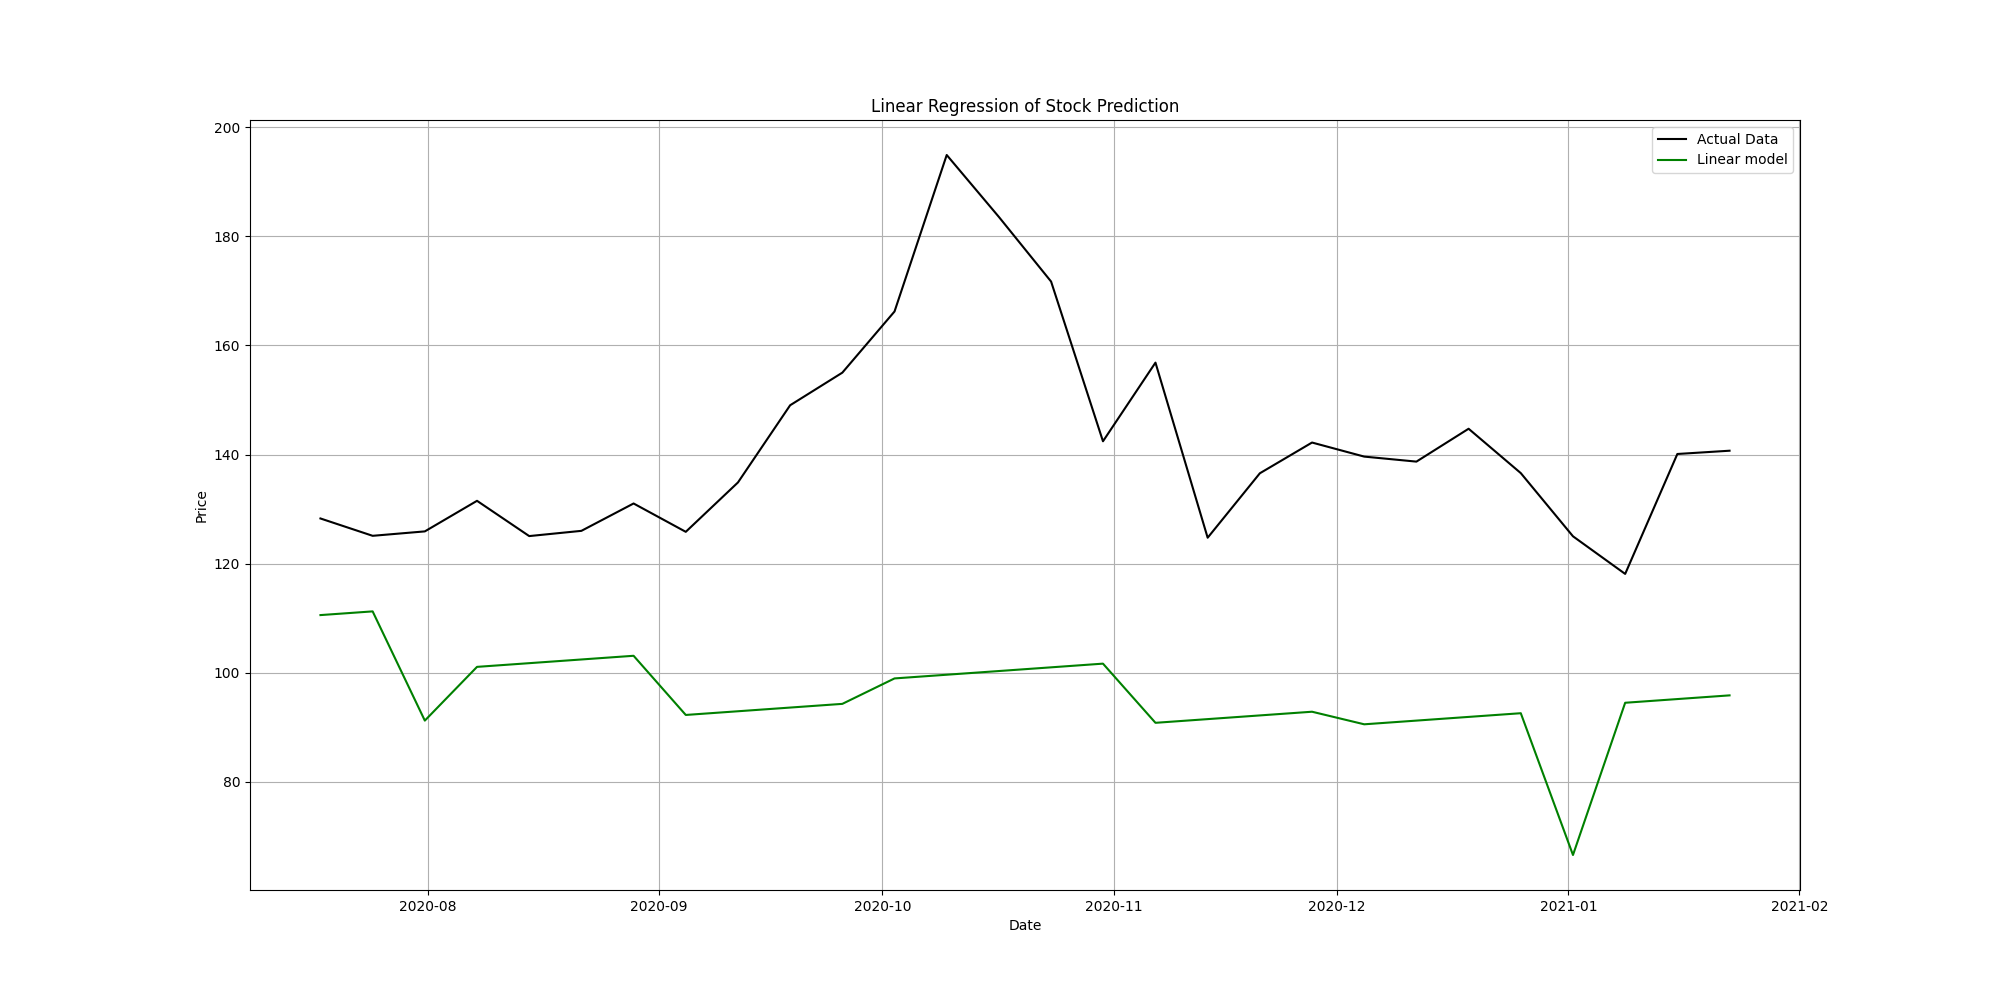 Linear Regression of Stock Prediction
200
180
160
140
120
100
80
Price
Actual Data
Linear model
2020-08
2020-09
2020-10
2020-11
2020-12
2021-01
2021-02
Date